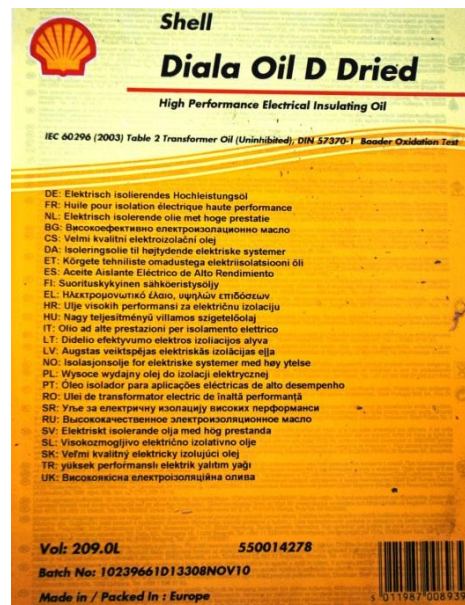 Shell
Diala Oil D Dried
High Performance Electrical Insulating Oil
IEC 60296 (2003) Table 2 Transformer Oil (Uninhibited), DIN 57370-1 Baader Oxidation Test
DE: Elektrisch isolierendes Hochleistungsöl
FR: Huile pour isolation électrique haute performance
NL: Elektrisch isolerende olie met hoge prestatie
BG: Високоефективно електроизолационно масло
CS: Velmi kvalitni elektroizolační olej
DA: Isoleringsolie til højtydende elektriske systemer
ET: Kõrgete tehniliste omadustega elektriisolatsiooni õli
ES: Aceite Aislante Eléctrico de Alto Rendimiento
FI: Suorituskykyinen sähköeristysöljy
EL: Ηλεκτρομονωτικό έλαιο, υψηλών επιδόσεων
HR: Ulje visokih performansi za električnu izolaciju
HU: Nagy teljesítményű villamos szigetelőolaj
IT: Olio ad alte prestazioni per isolamento elettrico
LT: Didelio efektyvumo elektros izoliacijos alyva
LV: Augstas veiktspējas elektriskās izolācijas eļļa
NO: Isolasjonsolje for elektriske systemer med høy ytelse
PL: Wysoce wydajny olej do izolacji elektrycznej
PT: Óleo isolador para aplicações eléctricas de alto desempenho
RO: Ulei de transformator electric de înaltă performanță
SR: Уље за електричну изолацију високих перформанси
RU: Высококачественное электроизоляционное масло
SV: Elektriskt isolerande olja med hög prestanda
SL: Visokozmogljivo električno izolativno olje
SK: Veľmi kvalitný electricky izolujúci olej
TR: yüksek performanslı elektrik yalıtım yağı
UK: Високоякісна електроізоляційна олива
Vol: 209.0L 550014278
Batch No: 10239661D13308NOV10
Made in / Packed In : Europe
5 011987 008939